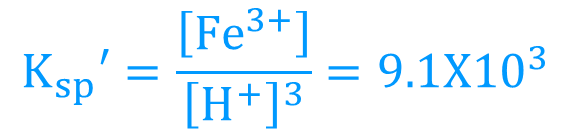 Kₛₚ′ = [Fe³⁺] / [H⁺]³ = 9.1X10³